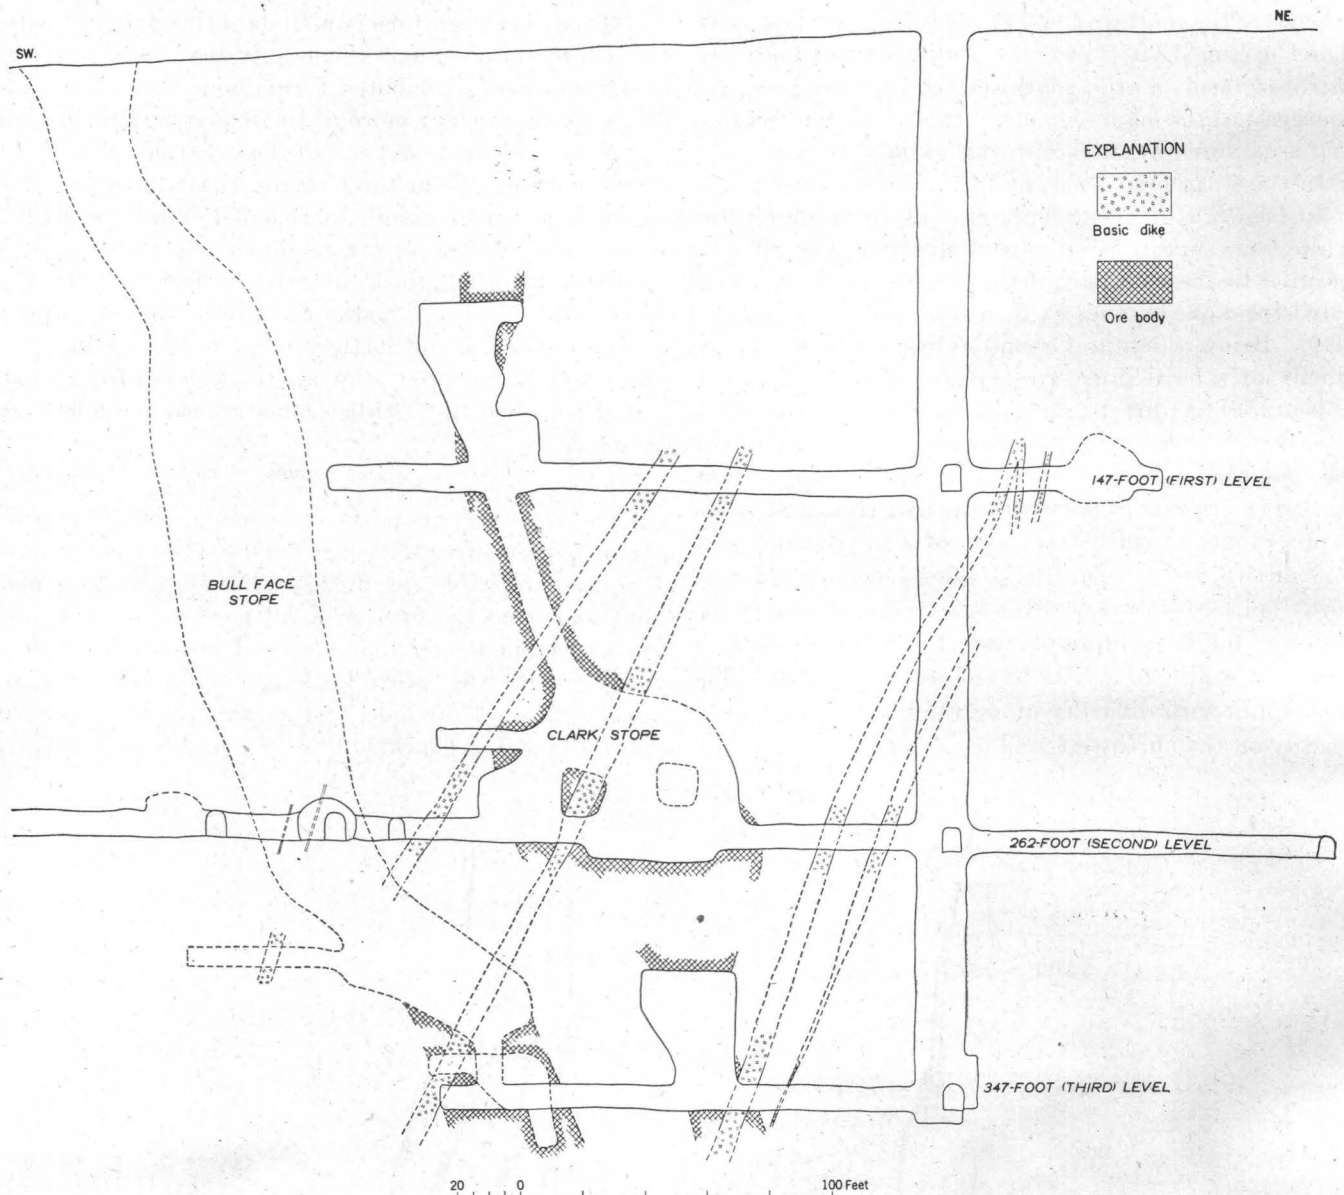 SW.
NE.
EXPLANATION
Basic dike
Ore body
147-FOOT (FIRST) LEVEL
BULL FACE
STOPE
CLARK STOPE
262-FOOT (SECOND) LEVEL
347-FOOT (THIRD) LEVEL
20 0 100 Feet